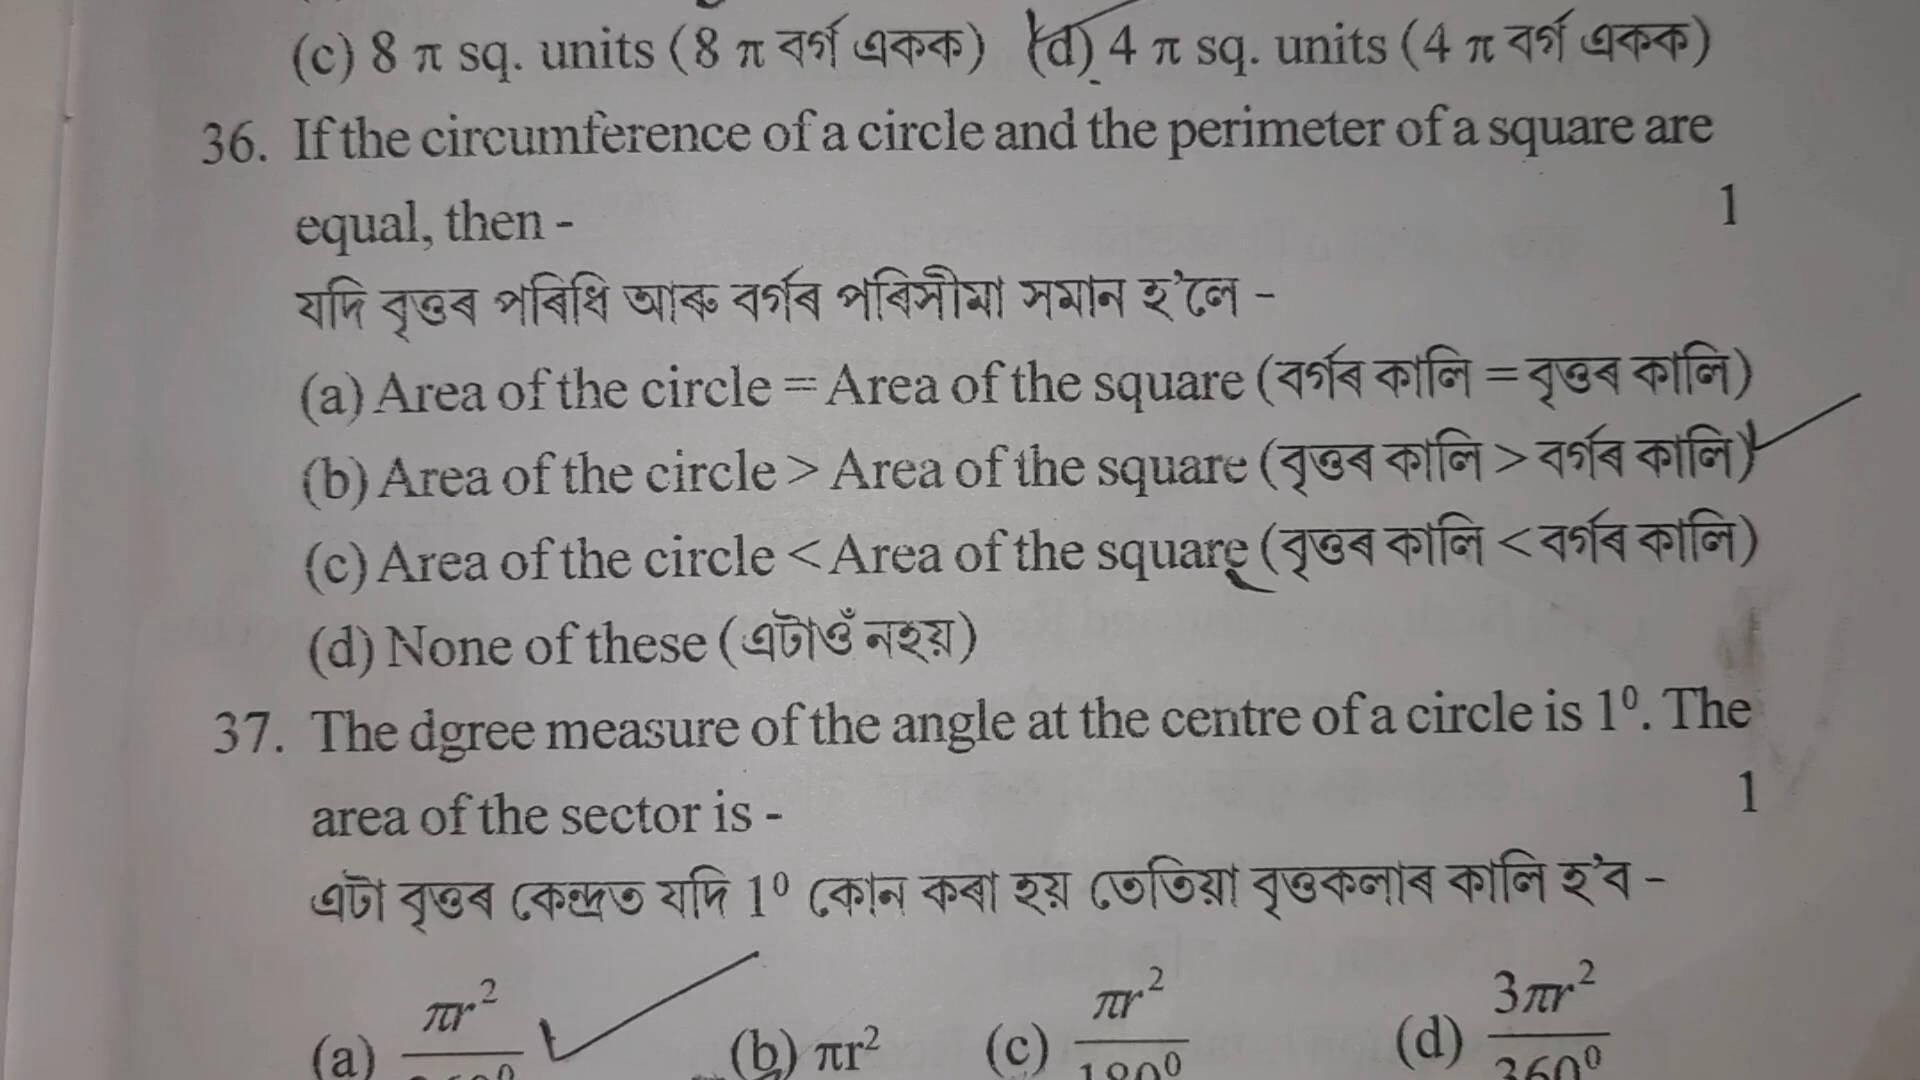 (c) 8 π sq. units (8 π বৰ্গ একক) (d) 4 π sq. units (4 π বৰ্গ একক)
36. If the circumference of a circle and the perimeter of a square are
equal, then - 1
যদি বৃত্তৰ পৰিধি আৰু বৰ্গৰ পৰিসীমা সমান হ'লে -
(a) Area of the circle = Area of the square (বৰ্গৰ কালি = বৃত্তৰ কালি)
(b) Area of the circle > Area of the square (বৃত্তৰ কালি > বৰ্গৰ কালি)
(c) Area of the circle < Area of the square (বৃত্তৰ কালি < বৰ্গৰ কালি)
(d) None of these (এটাও নহয়)
37. The dgree measure of the angle at the centre of a circle is 1⁰. The
area of the sector is - 1
এটা বৃত্তৰ কেন্দ্ৰত যদি 1⁰ কোন কৰা হয় তেতিয়া বৃত্তকলাৰ কালি হ'ব -
(a) πr²/360⁰ (b) πr² (c) πr²/180⁰ (d) 3πr²/360⁰